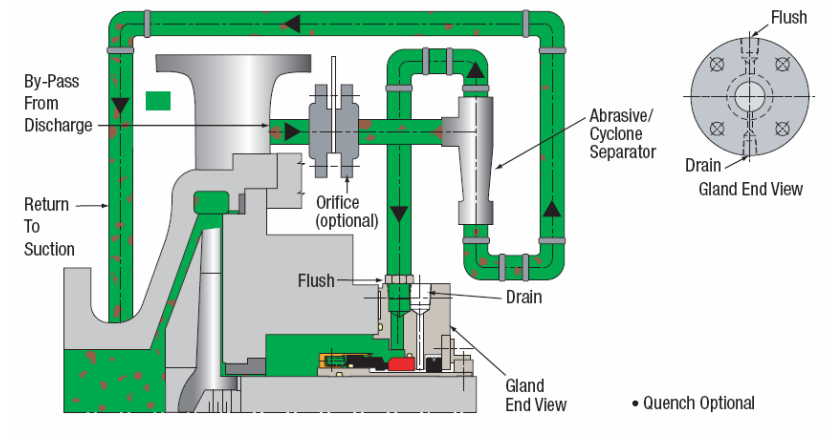 By-Pass
From
Discharge
Return
To
Suction
Orifice
(optional)
Flush
Drain
Abrasive/
Cyclone
Separator
Gland
End View
Flush
Drain
Gland End View
• Quench Optional